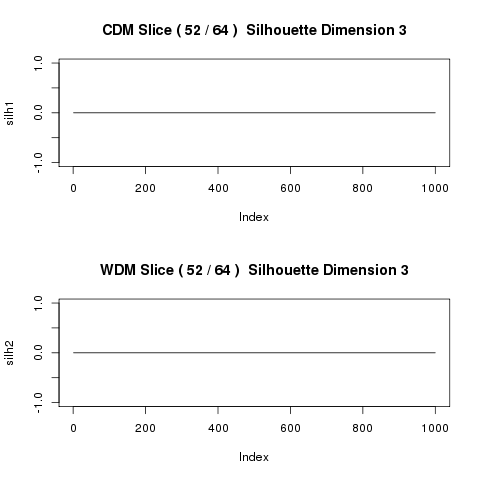 CDM Slice ( 52 / 64 )  Silhouette Dimension 3
1.0
0.0
-1.0
silh1
0 200 400 600 800 1000
Index
WDM Slice ( 52 / 64 )  Silhouette Dimension 3
1.0
0.0
-1.0
silh2
0 200 400 600 800 1000
Index